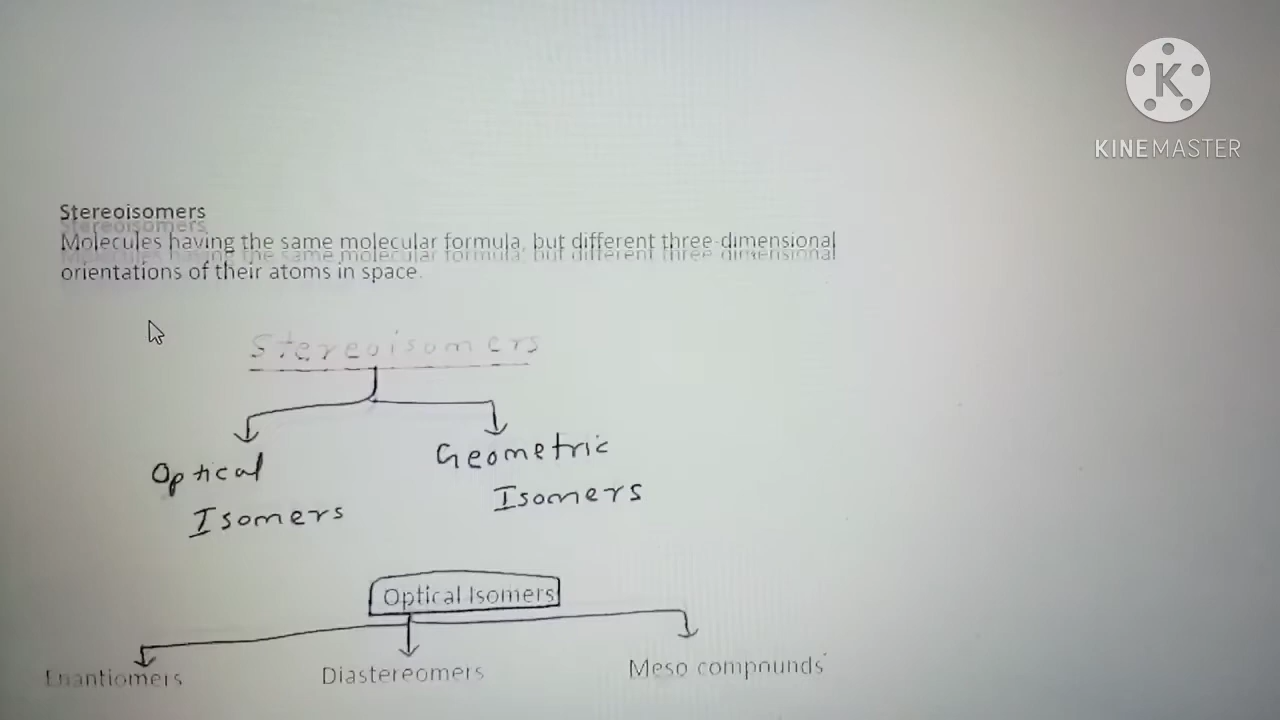 KINEMASTER
Stereoisomers
Molecules having the same molecular formula, but different three-dimensional
orientations of their atoms in space.
Stereoisomers
Optical
Isomers
Geometric
Isomers
Optical Isomers
Enantiomers
Diastereomers
Meso compounds